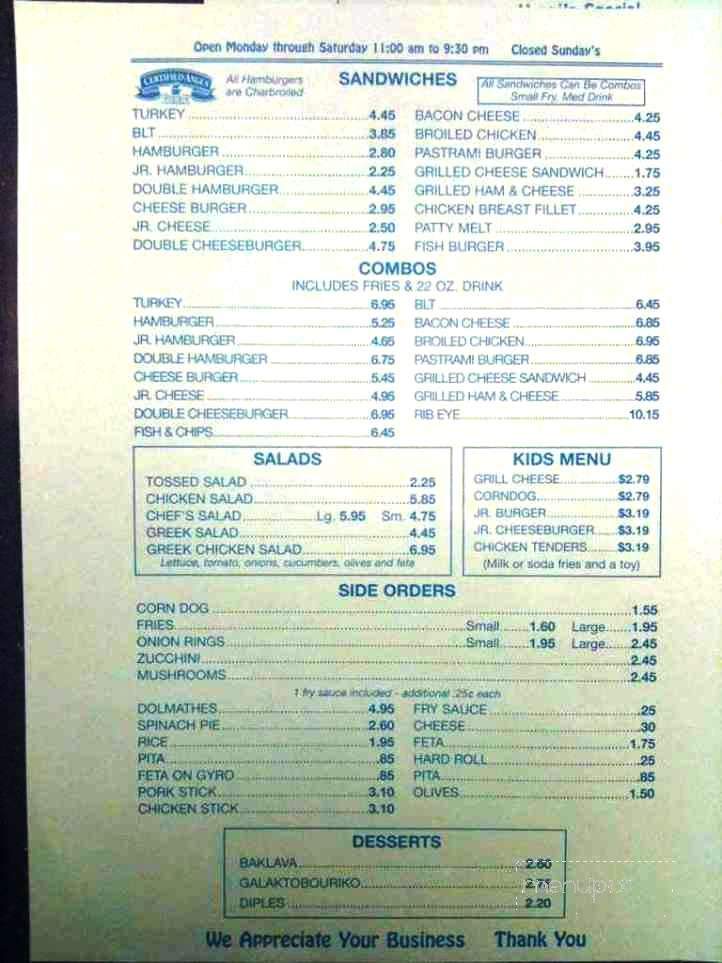 Open Monday through Saturday 11:00 am to 9:30 pm Closed Sunday's
CERTIFIED ANGUS
All Hamburgers
are Charbroiled
SANDWICHES
All Sandwiches Can Be Combos
Small Fry, Med Drink
TURKEY 4.45
BLT 3.85
HAMBURGER 2.80
JR. HAMBURGER 2.25
DOUBLE HAMBURGER 4.45
CHEESE BURGER 2.95
JR. CHEESE 2.50
DOUBLE CHEESEBURGER 4.75
BACON CHEESE 4.25
BROILED CHICKEN 4.45
PASTRAMI BURGER 4.25
GRILLED CHEESE SANDWICH 1.75
GRILLED HAM & CHEESE 3.25
CHICKEN BREAST FILLET 4.25
PATTY MELT 2.95
FISH BURGER 3.95
COMBOS
INCLUDES FRIES & 22 OZ. DRINK
TURKEY 6.95
HAMBURGER 5.25
JR. HAMBURGER 4.65
DOUBLE HAMBURGER 6.75
CHEESE BURGER 5.45
JR. CHEESE 4.95
DOUBLE CHEESEBURGER 6.95
FISH & CHIPS 6.45
BLT 6.45
BACON CHEESE 6.85
BROILED CHICKEN 6.95
PASTRAMI BURGER 6.85
GRILLED CHEESE SANDWICH 4.45
GRILLED HAM & CHEESE 5.85
RIB EYE 10.15
SALADS
TOSSED SALAD 2.25
CHICKEN SALAD 5.85
CHEF'S SALAD Lg. 5.95 Sm. 4.75
GREEK SALAD 4.45
GREEK CHICKEN SALAD 6.95
Lettuce, tomato, onions, cucumbers, olives and feta
KIDS MENU
GRILL CHEESE $2.79
CORNDOG $2.79
JR. BURGER $3.19
JR. CHEESEBURGER $3.19
CHICKEN TENDERS $3.19
(Milk or soda fries and a toy)
SIDE ORDERS
CORN DOG 1.55
FRIES Small 1.60 Large 1.95
ONION RINGS Small 1.95 Large 2.45
ZUCCHINI 2.45
MUSHROOMS 2.45
1 fry sauce included - additional .25c each
DOLMATHES 4.95
SPINACH PIE 2.60
RICE 1.95
PITA .85
FETA ON GYRO .85
PORK STICK 3.10
CHICKEN STICK 3.10
FRY SAUCE .25
CHEESE .30
FETA 1.75
HARD ROLL .25
PITA .85
OLIVES 1.50
DESSERTS
BAKLAVA
GALAKTOBOURIKO
DIPLES 2.20
menupix
We Appreciate Your Business Thank You